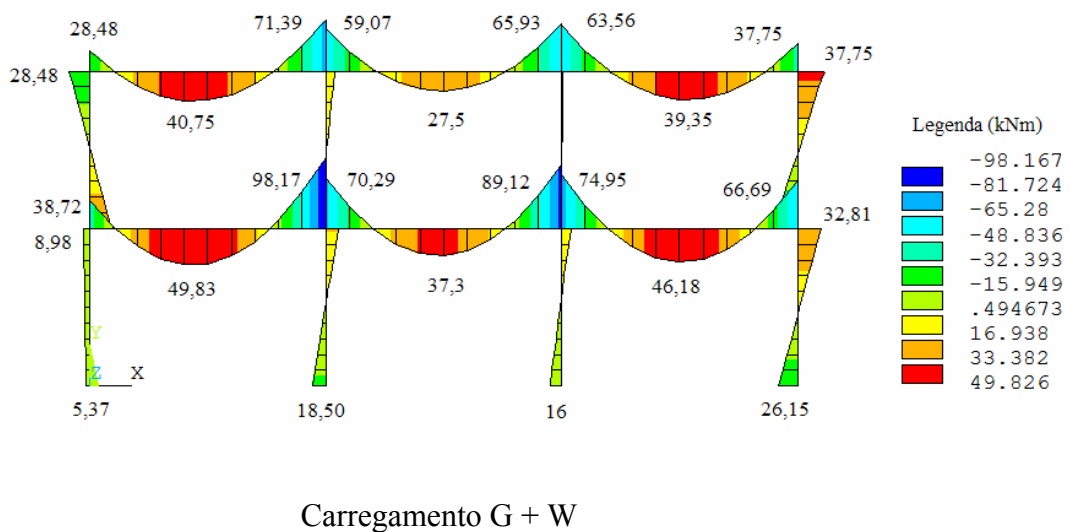 71,39 59,07 65,93 63,56
28,48 37,75
37,75
28,48
40,75 27,5 39,35
Legenda (kNm)
-98.167
-81.724
-65.28
-48.836
-32.393
-15.949
.494673
16.938
33.382
49.826
98,17 70,29 89,12 74,95 66,69
38,72 32,81
8,98
49,83 37,3 46,18
Y
Z X
5,37 18,50 16 26,15
Carregamento G + W